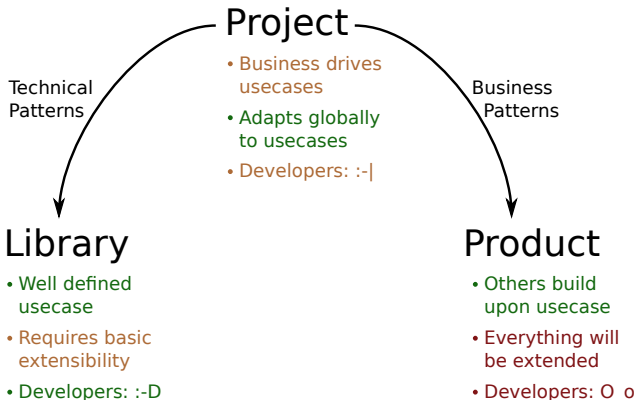 Project
• Business drives
usecases
• Adapts globally
to usecases
• Developers: :-|
Technical
Patterns
Business
Patterns
Library
• Well defined
usecase
• Requires basic
extensibility
• Developers: :-D
Product
• Others build
upon usecase
• Everything will
be extended
• Developers: O_o